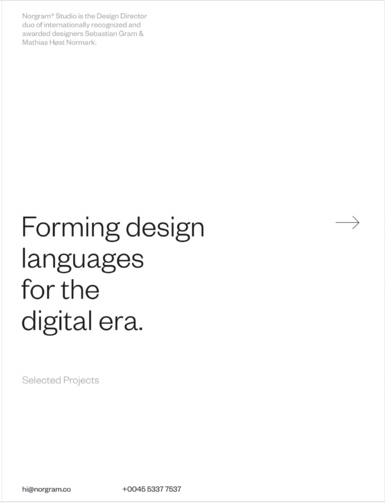 Norgram® Studio is the Design Director
duo of internationally recognized and
awarded designers Sebastian Gram &
Mathias Høst Normark.
Forming design
languages
for the
digital era.
Selected Projects
hi@norgram.co
+0045 5337 7537